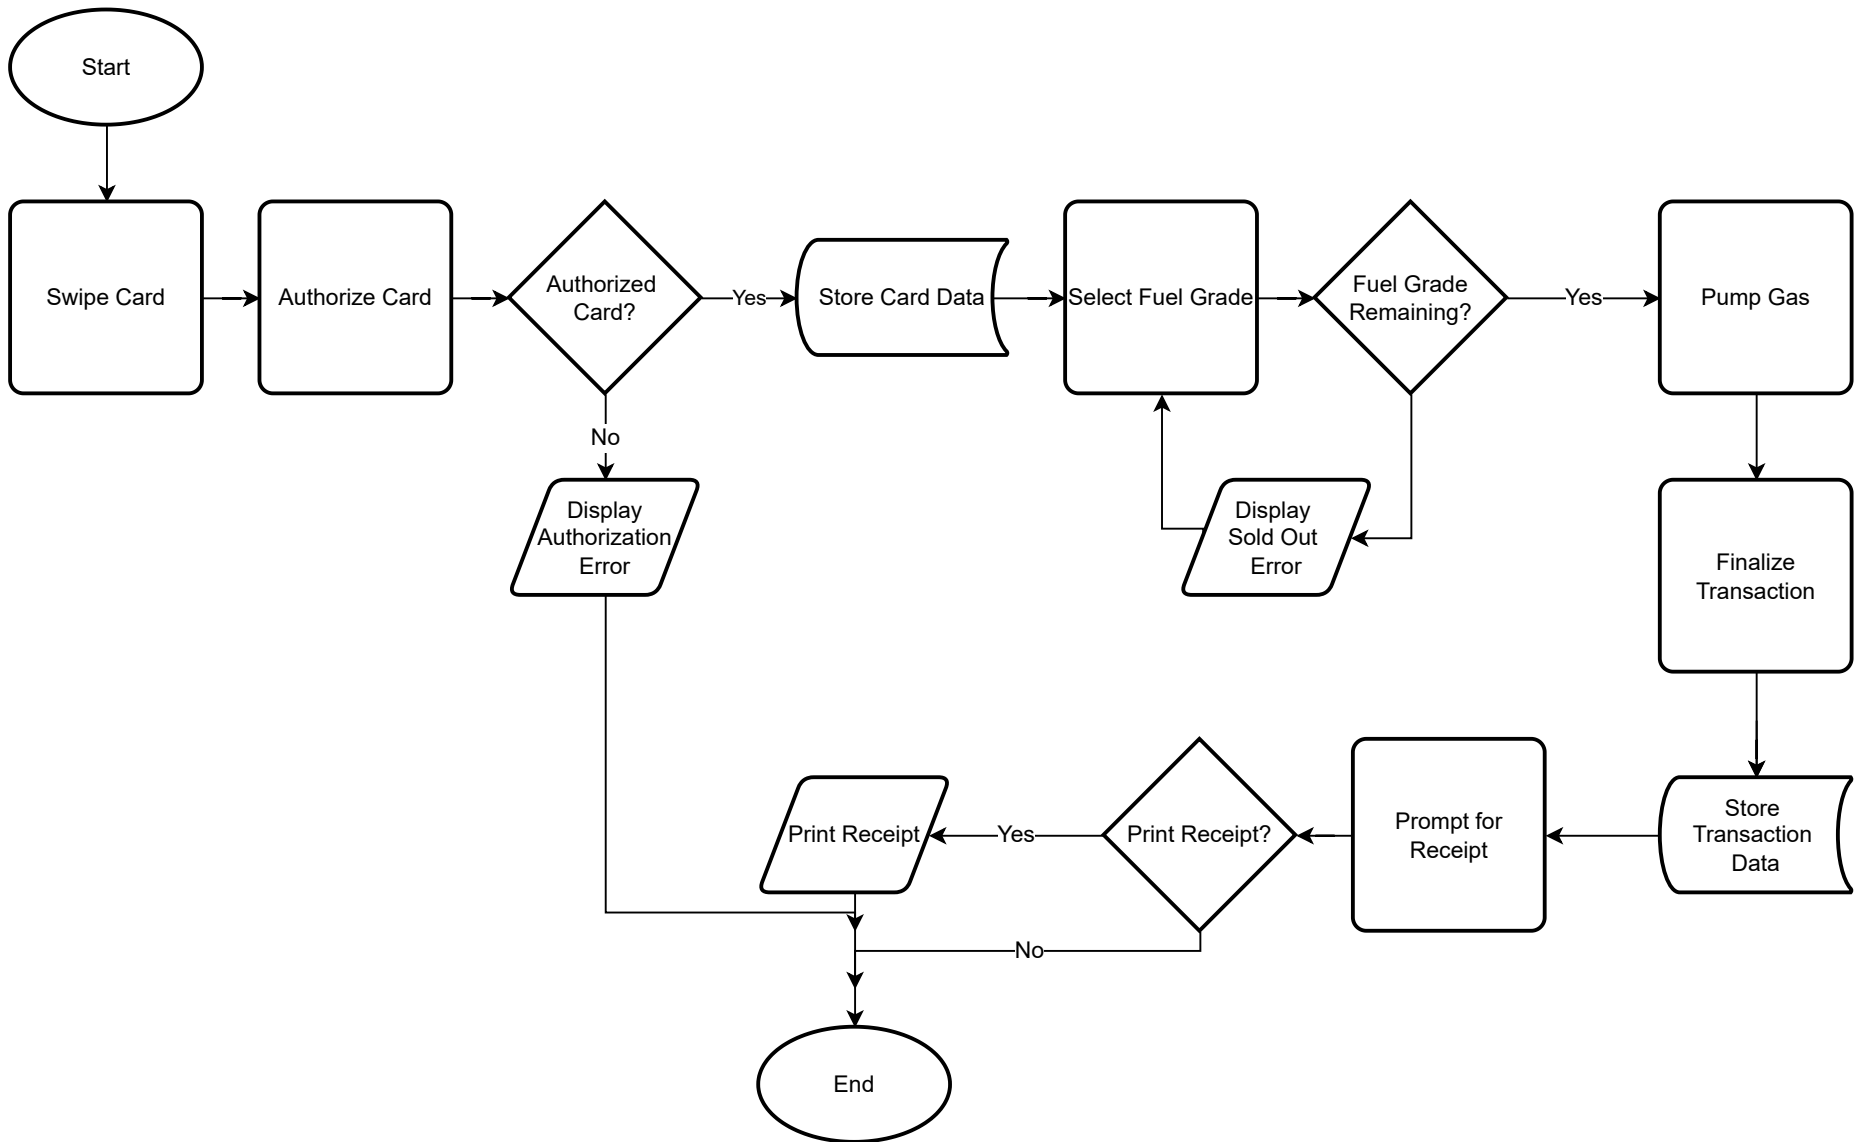 Start
Swipe Card
Authorize Card
Authorized
Card?
Yes
Store Card Data
Select Fuel Grade
Fuel Grade
Remaining?
Yes
Pump Gas
No
Display
Authorization
Error
Display
Sold Out
Error
Finalize
Transaction
Store
Transaction
Data
Prompt for
Receipt
Print Receipt?
Yes
Print Receipt
No
End